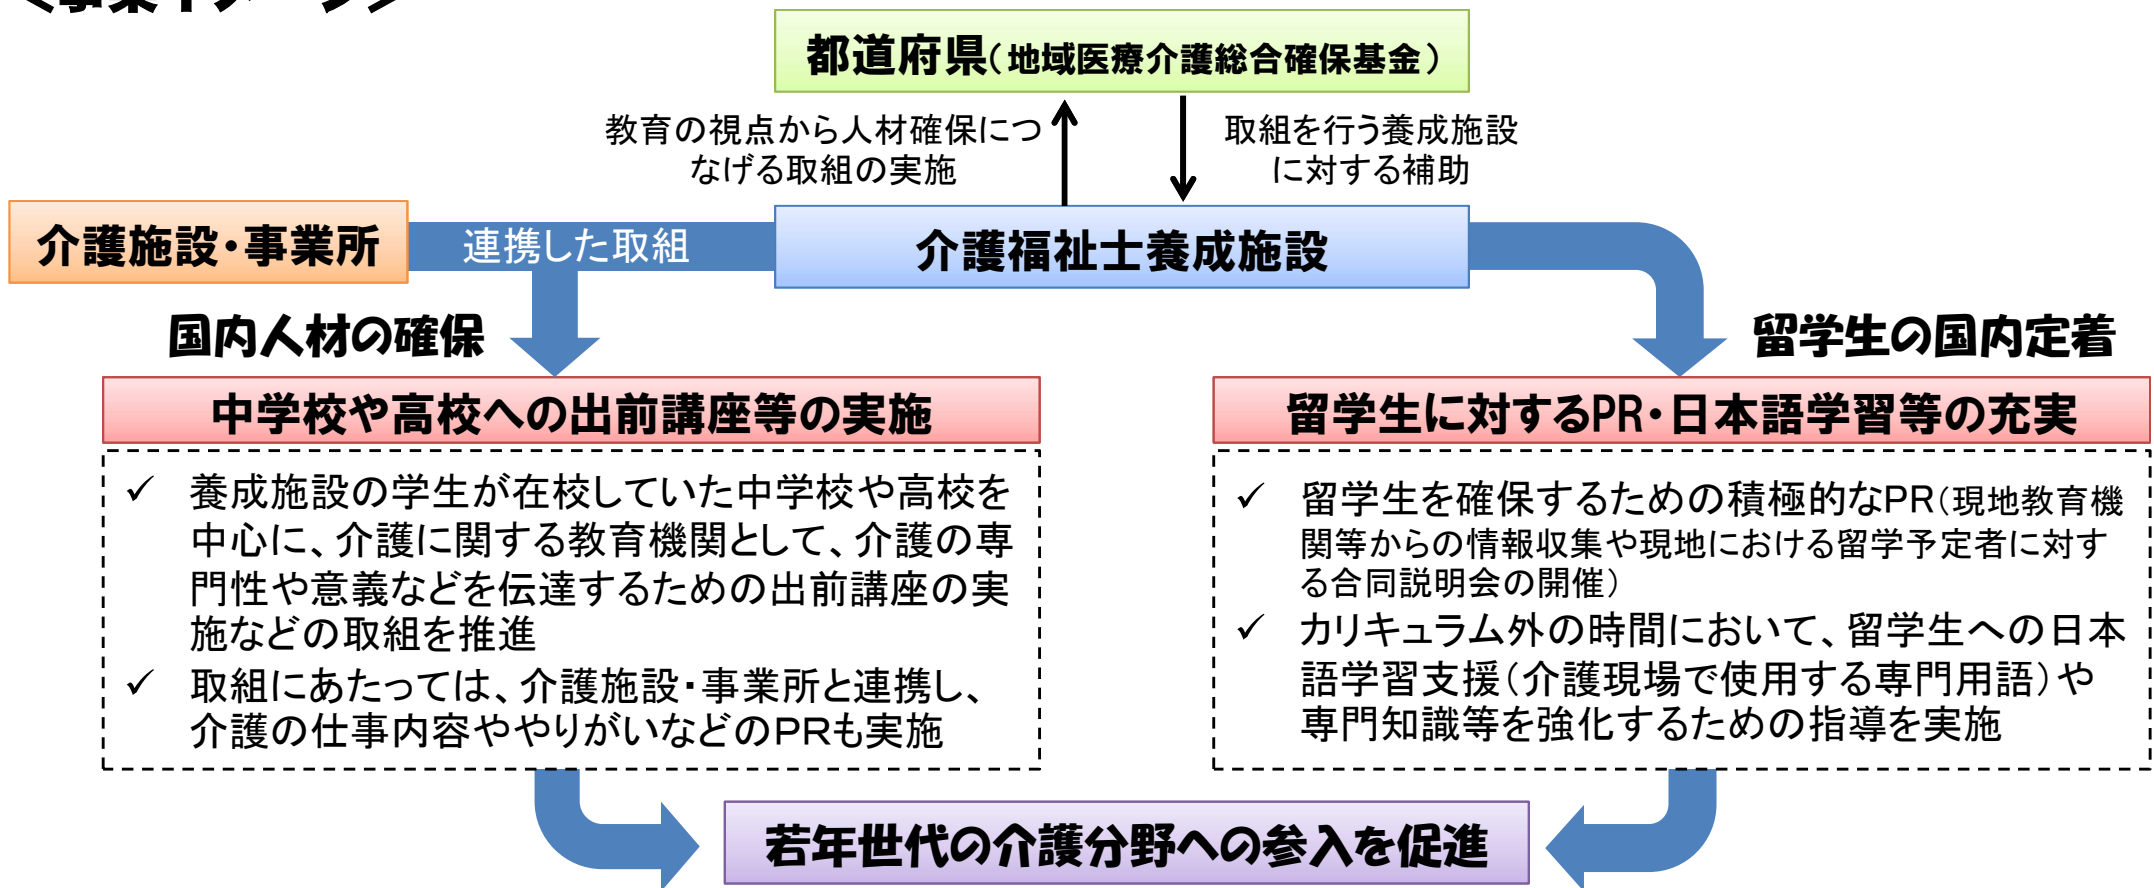 <事業イメージ>
都道府県(地域医療介護総合確保基金)
教育の視点から人材確保につ
なげる取組の実施
取組を行う養成施設
に対する補助
介護施設・事業所
連携した取組
介護福祉士養成施設
国内人材の確保
留学生の国内定着
中学校や高校への出前講座等の実施
✓ 養成施設の学生が在校していた中学校や高校を
中心に、介護に関する教育機関として、介護の専
門性や意義などを伝達するための出前講座の実
施などの取組を推進
✓ 取組にあたっては、介護施設・事業所と連携し、
介護の仕事内容ややりがいなどのPRも実施
留学生に対するPR・日本語学習等の充実
✓ 留学生を確保するための積極的なPR(現地教育機
関等からの情報収集や現地における留学予定者に対す
る合同説明会の開催)
✓ カリキュラム外の時間において、留学生への日本
語学習支援(介護現場で使用する専門用語)や
専門知識等を強化するための指導を実施
若年世代の介護分野への参入を促進